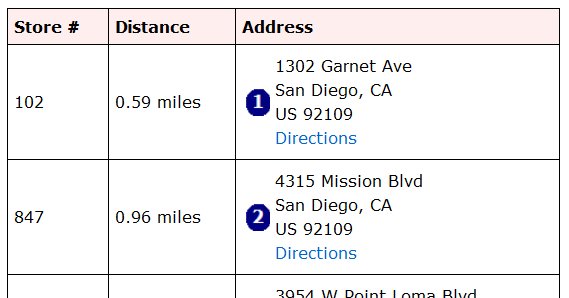 Store # Distance Address
1302 Garnet Ave
102 0.59 miles 1 San Diego, CA
US 92109
Directions
4315 Mission Blvd
847 0.96 miles 2 San Diego, CA
US 92109
Directions
3954 W Point Loma Blvd